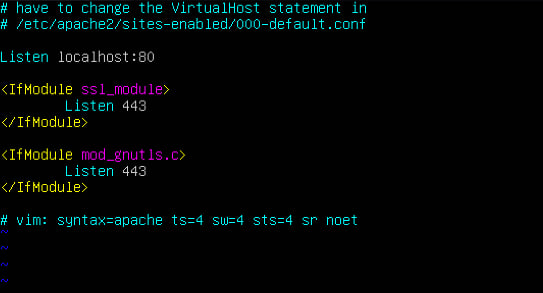 # have to change the VirtualHost statement in
# /etc/apache2/sites-enabled/000-default.conf
Listen localhost:80
<IfModule ssl_module>
Listen 443
</IfModule>
<IfModule mod_gnutls.c>
Listen 443
</IfModule>
# vim: syntax=apache ts=4 sw=4 sts=4 sr noet
~
~
~
~